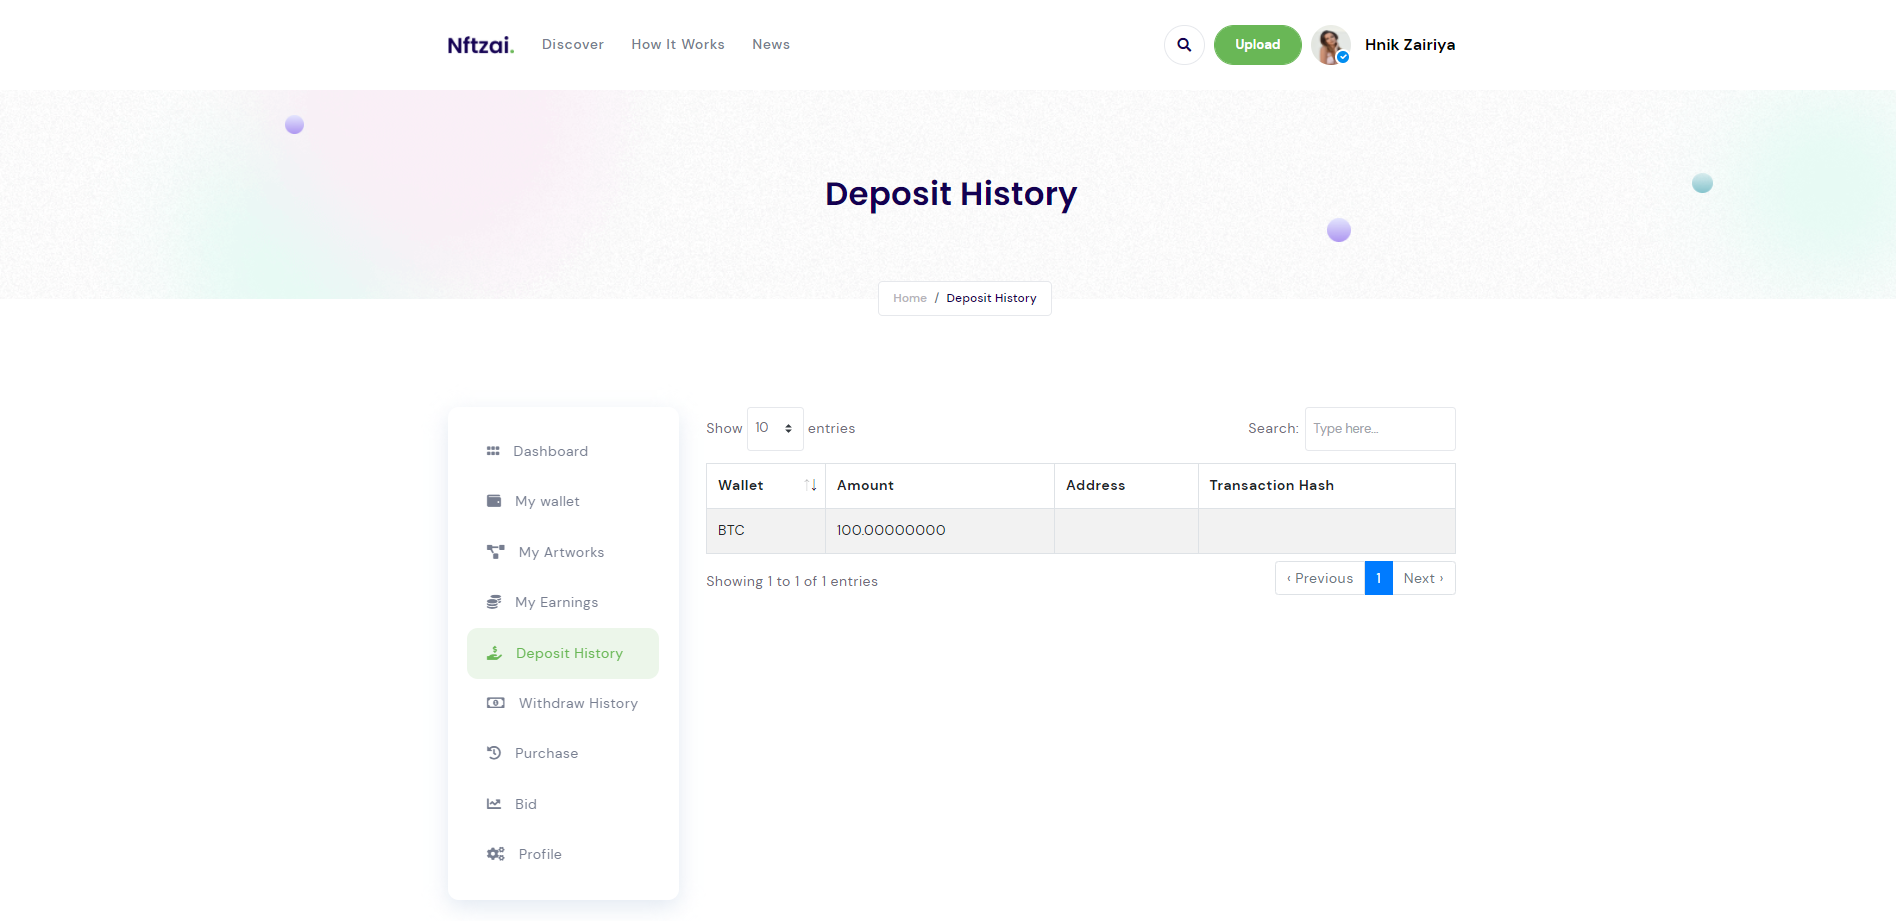 Nftzai.
Discover
How It Works
News
Upload
Hnik Zairiya
Deposit History
Home / Deposit History
Dashboard
My wallet
My Artworks
My Earnings
Deposit History
Withdraw History
Purchase
Bid
Profile
Show 10 entries
Search: Type here...
Wallet Amount Address Transaction Hash
BTC 100.00000000
Showing 1 to 1 of 1 entries
‹ Previous 1 Next ›